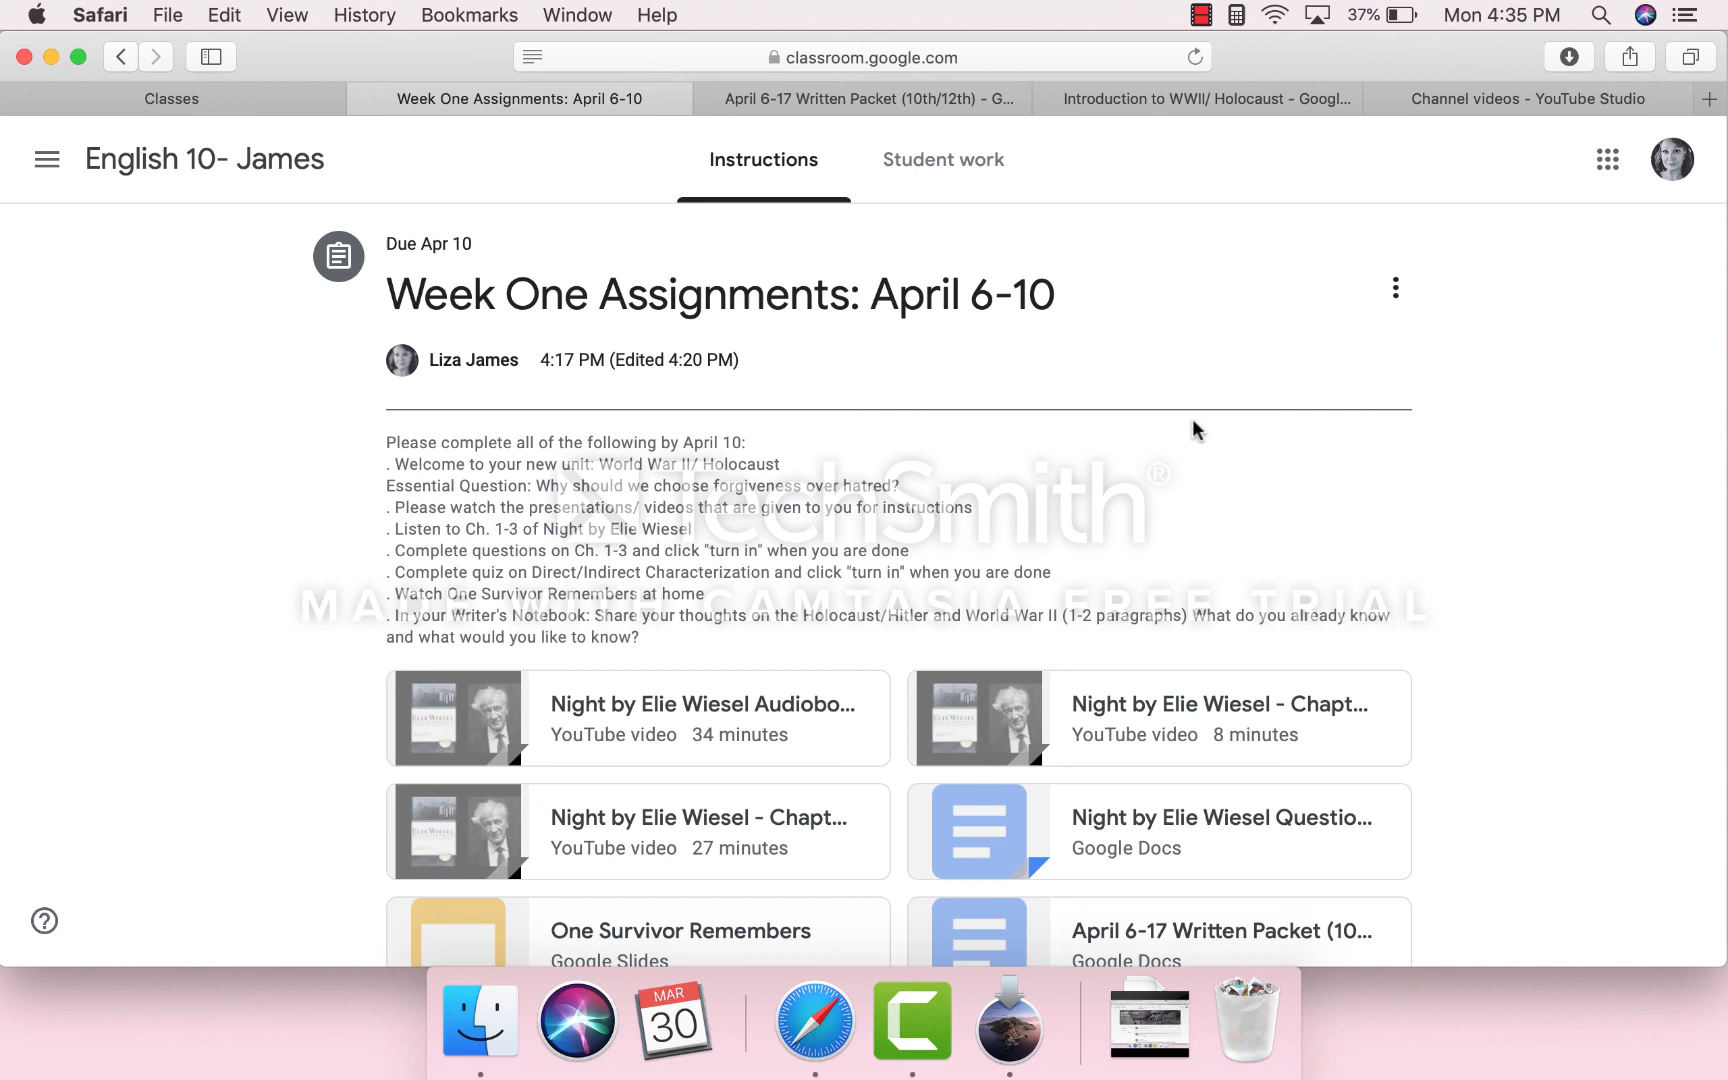 Safari File Edit View History Bookmarks Window Help 37% Mon 4:35 PM
classroom.google.com
Classes
Week One Assignments: April 6-10
April 6-17 Written Packet (10th/12th) - G...
Introduction to WWII/ Holocaust - Googl...
Channel videos - YouTube Studio
English 10- James
Instructions
Student work
Due Apr 10
Week One Assignments: April 6-10
Liza James 4:17 PM (Edited 4:20 PM)
Please complete all of the following by April 10:
. Welcome to your new unit: World War II/ Holocaust
Essential Question: Why should we choose forgiveness over hatred?
. Please watch the presentations/ videos that are given to you for instructions
. Listen to Ch. 1-3 of Night by Elie Wiesel
. Complete questions on Ch. 1-3 and click "turn in" when you are done
. Complete quiz on Direct/Indirect Characterization and click "turn in" when you are done
. Watch One Survivor Remembers at home
. In your Writer's Notebook: Share your thoughts on the Holocaust/Hitler and World War II (1-2 paragraphs) What do you already know
and what would you like to know?
TechSmith®
MADE WITH CAMTASIA FREE TRIAL
Night by Elie Wiesel Audiobo...
YouTube video 34 minutes
Night by Elie Wiesel - Chapt...
YouTube video 8 minutes
Night by Elie Wiesel - Chapt...
YouTube video 27 minutes
Night by Elie Wiesel Questio...
Google Docs
One Survivor Remembers
Google Slides
April 6-17 Written Packet (10...
Google Docs
MAR
30